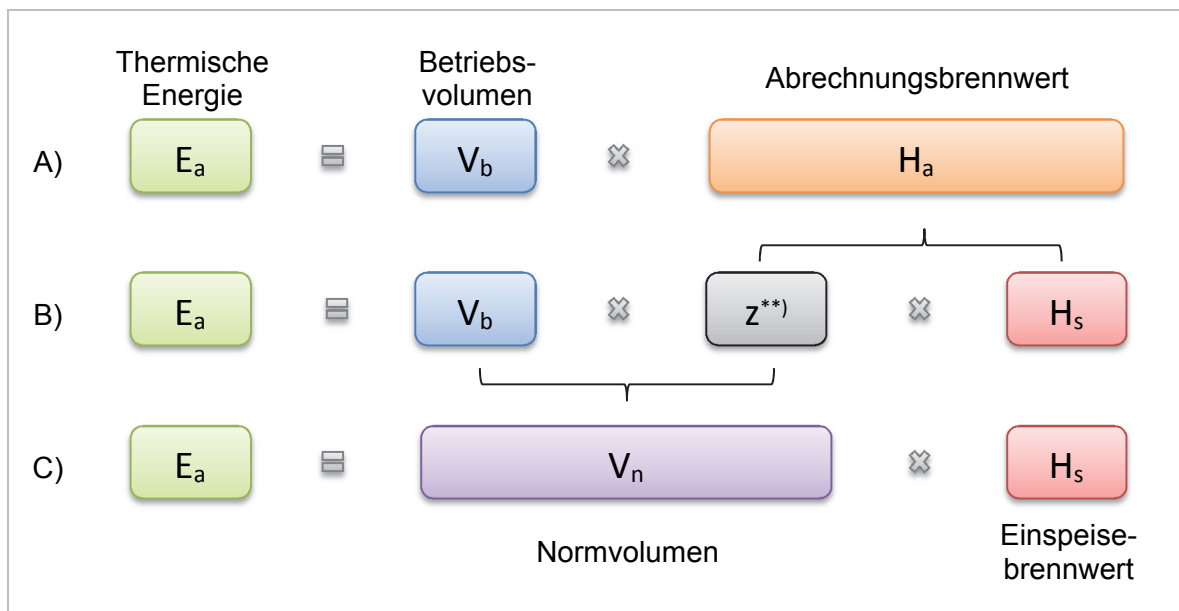 Thermische
Energie
Betriebs-
volumen
Abrechnungsbrennwert
A) Ea = Vb × Ha
B) Ea = Vb × z**) × Hs
C) Ea = Vn × Hs
Normvolumen
Einspeise-
brennwert